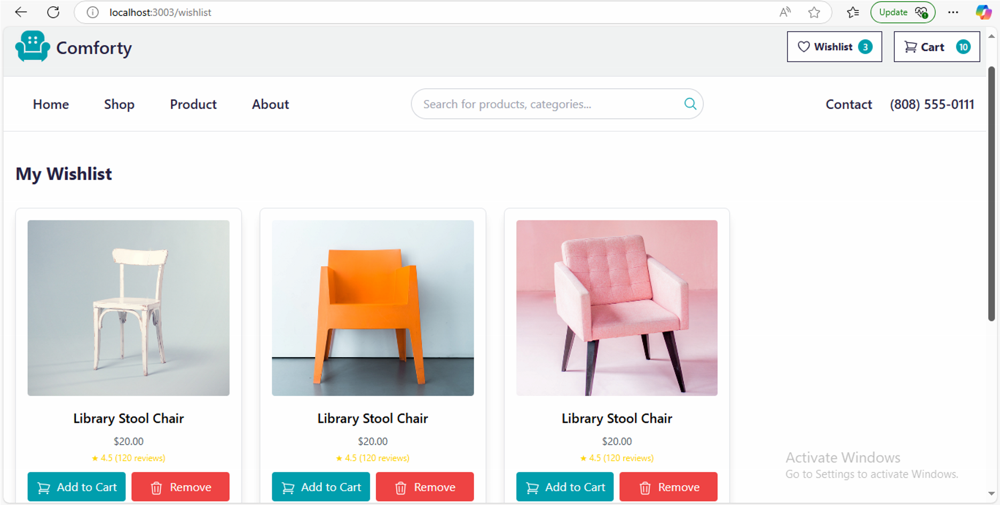 localhost:3003/wishlist
Update
Comforty
Wishlist 3
Cart 10
Home Shop Product About
Search for products, categories...
Contact (808) 555-0111
My Wishlist
Library Stool Chair
$20.00
★ 4.5 (120 reviews)
Add to Cart Remove
Library Stool Chair
$20.00
★ 4.5 (120 reviews)
Add to Cart Remove
Library Stool Chair
$20.00
★ 4.5 (120 reviews)
Add to Cart Remove
Activate Windows
Go to Settings to activate Windows.